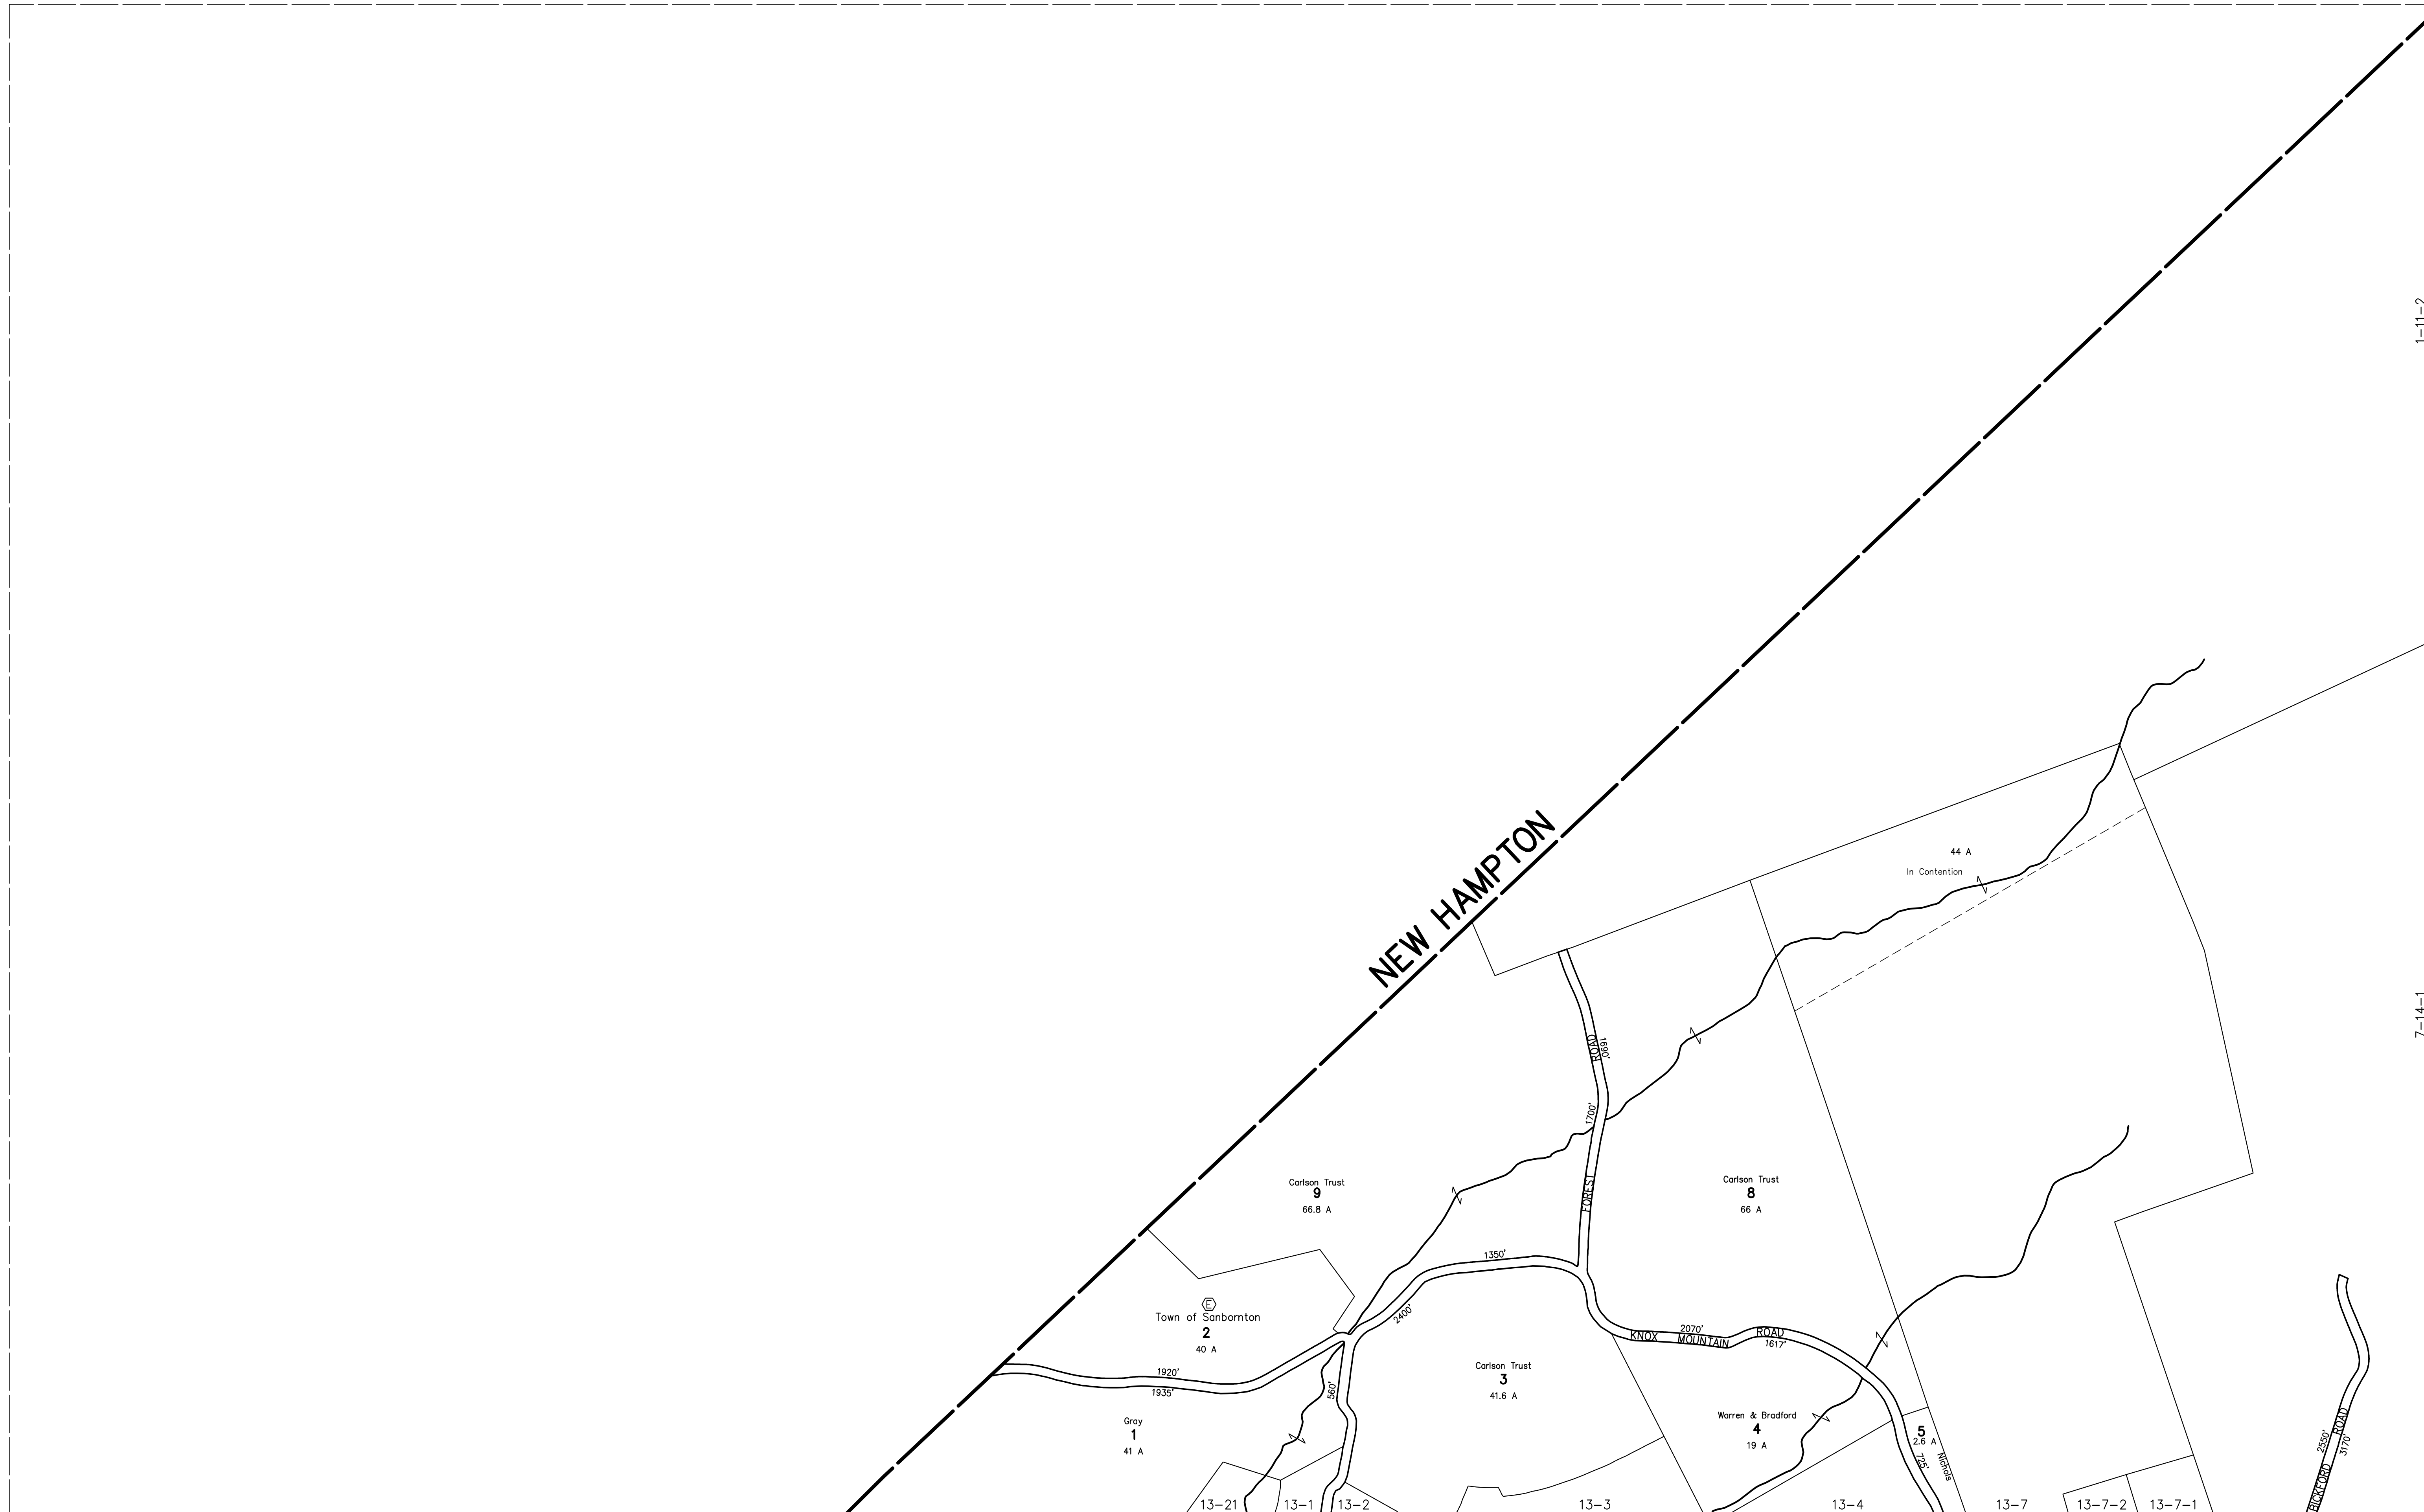 1-11-2
NEW HAMPTON
44 A
In Contention
7-14-1
ROAD
1690'
1700'
FOREST
Carlson Trust
9
66.8 A
Carlson Trust
8
66 A
1350'
2400'
E
Town of Sanbornton
2
40 A
1920'
1935'
560'
KNOX MOUNTAIN ROAD
2070'
1617'
Carlson Trust
3
41.6 A
Gray
1
41 A
Warren & Bradford
4
19 A
5
2.6 A
725'
Nichols
2550'
BICKFORD ROAD
3170'
13-21
13-1
13-2
13-3
13-4
13-7
13-7-2
13-7-1